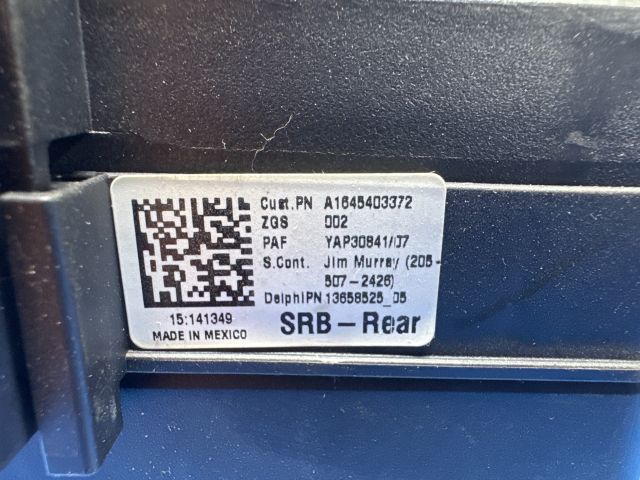 Cust.PN A1645403372
ZGS 002
PAF YAP30841/07
S.Cont. Jim Murray (205-
507-2426)
DelphiPN 13658525_05
15:141349
MADE IN MEXICO
SRB-Rear